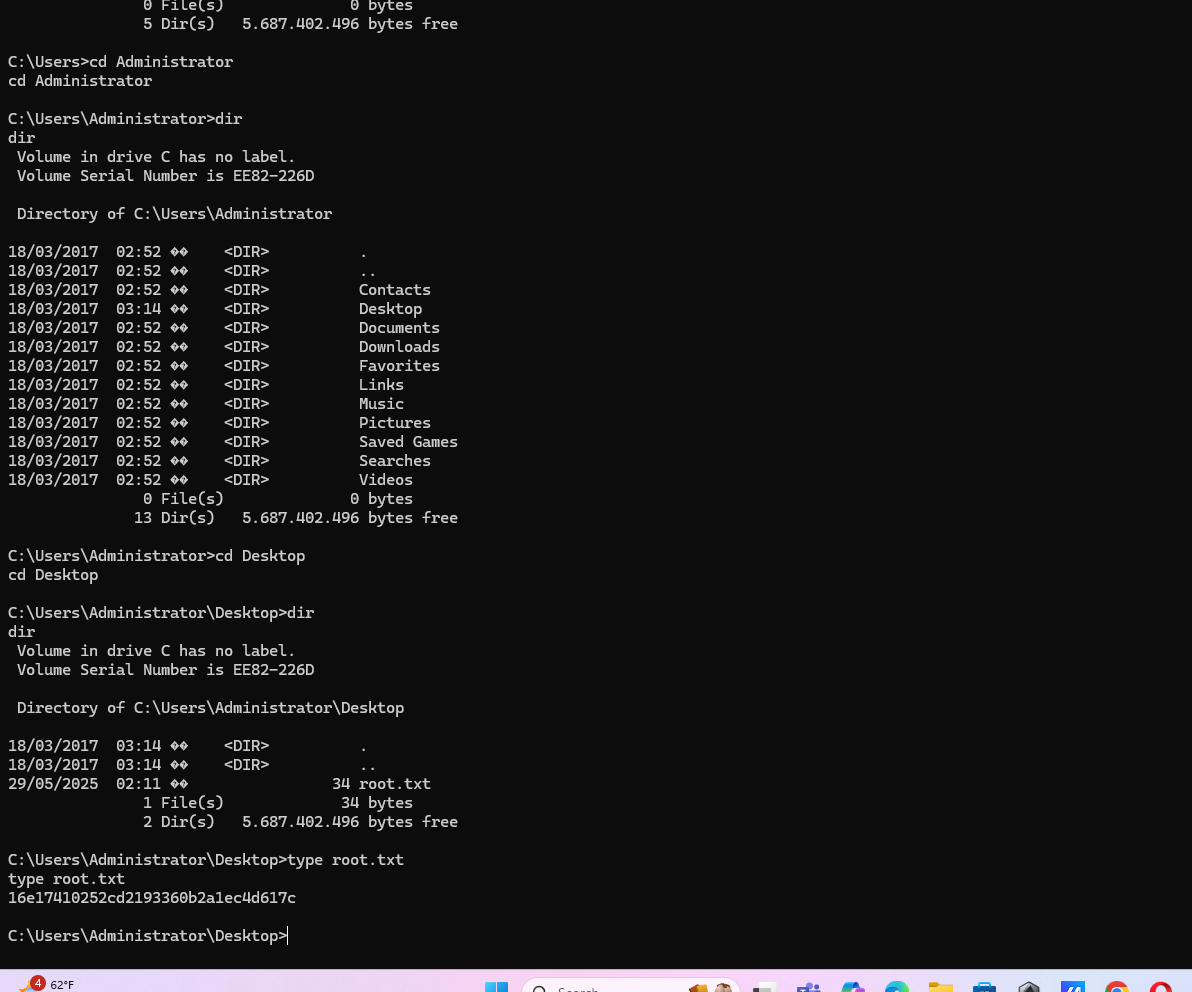 0 File(s) 0 bytes
5 Dir(s) 5.687.402.496 bytes free
C:\Users>cd Administrator
cd Administrator
C:\Users\Administrator>dir
dir
Volume in drive C has no label.
Volume Serial Number is EE82-226D
Directory of C:\Users\Administrator
18/03/2017 02:52 �� <DIR> .
18/03/2017 02:52 �� <DIR> ..
18/03/2017 02:52 �� <DIR> Contacts
18/03/2017 03:14 �� <DIR> Desktop
18/03/2017 02:52 �� <DIR> Documents
18/03/2017 02:52 �� <DIR> Downloads
18/03/2017 02:52 �� <DIR> Favorites
18/03/2017 02:52 �� <DIR> Links
18/03/2017 02:52 �� <DIR> Music
18/03/2017 02:52 �� <DIR> Pictures
18/03/2017 02:52 �� <DIR> Saved Games
18/03/2017 02:52 �� <DIR> Searches
18/03/2017 02:52 �� <DIR> Videos
0 File(s) 0 bytes
13 Dir(s) 5.687.402.496 bytes free
C:\Users\Administrator>cd Desktop
cd Desktop
C:\Users\Administrator\Desktop>dir
dir
Volume in drive C has no label.
Volume Serial Number is EE82-226D
Directory of C:\Users\Administrator\Desktop
18/03/2017 03:14 �� <DIR> .
18/03/2017 03:14 �� <DIR> ..
29/05/2025 02:11 �� 34 root.txt
1 File(s) 34 bytes
2 Dir(s) 5.687.402.496 bytes free
C:\Users\Administrator\Desktop>type root.txt
type root.txt
16e17410252cd2193360b2a1ec4d617c
C:\Users\Administrator\Desktop>
4 62°F
Search